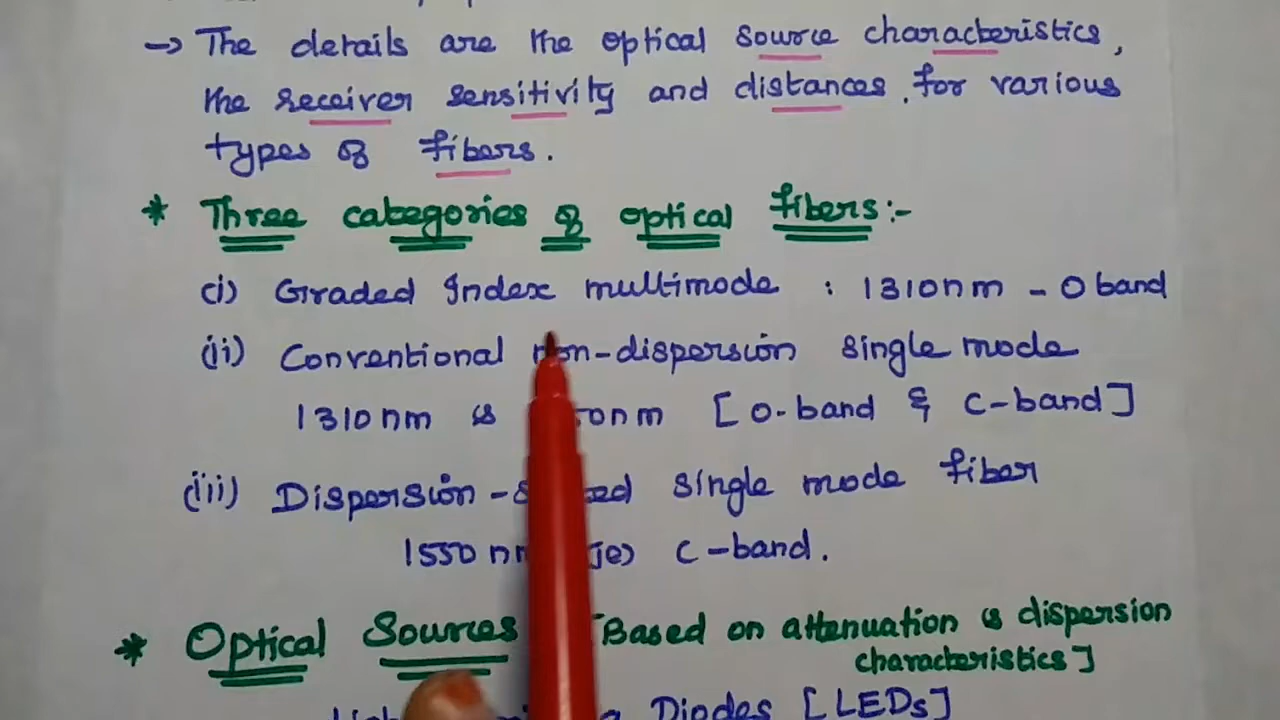 → The details are the optical source characteristics,
the receiver sensitivity and distances for various
types of fibers.
* Three categories of optical fibers:-
(i) Graded Index multimode : 1310nm - O band
(ii) Conventional non-dispersion single mode
1310nm & nm [O-band & C-band]
(iii) Dispersion- single mode fiber
1550 C-band.
* Optical Sources [Based on attenuation & dispersion
characteristics]
Diodes [LEDs]